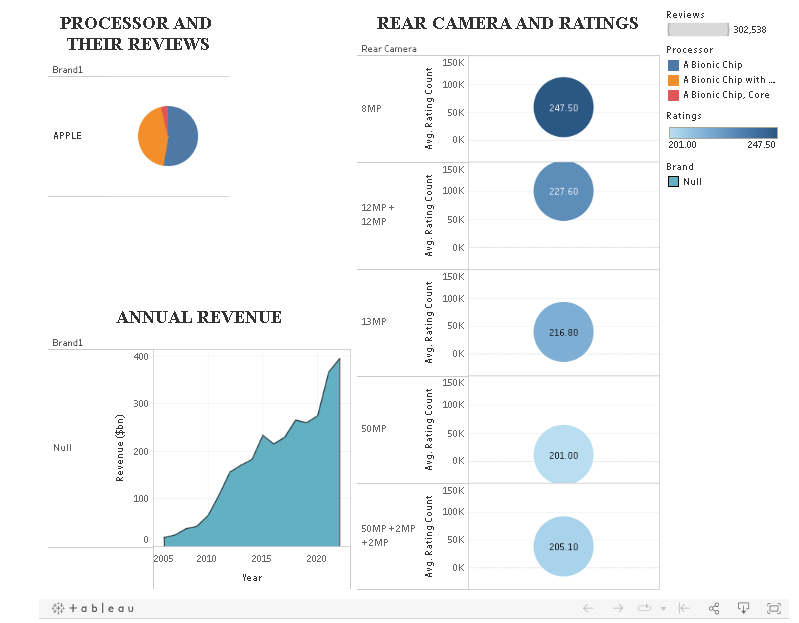 PROCESSOR AND
THEIR REVIEWS
Brand1
APPLE
ANNUAL REVENUE
Brand1
Null
Revenue ($bn)
400
300
200
100
0
2005
2010
2015
2020
Year
REAR CAMERA AND RATINGS
Rear Camera
8MP
Avg. Rating Count
150K
100K
50K
0K
247.50
12MP +
12MP
Avg. Rating Count
150K
100K
50K
0K
227.60
13MP
Avg. Rating Count
150K
100K
50K
0K
216.80
50MP
Avg. Rating Count
150K
100K
50K
0K
201.00
50MP +2MP
+2MP
Avg. Rating Count
150K
100K
50K
0K
205.10
Reviews
302,538
Processor
A Bionic Chip
A Bionic Chip with ...
A Bionic Chip, Core
Ratings
201.00
247.50
Brand
Null
+ a b l e a u